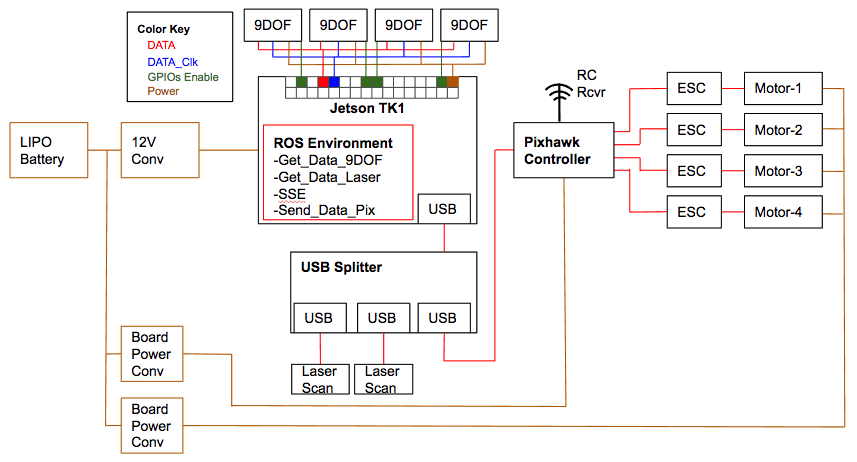 Color Key
DATA
DATA_Clk
GPIOs Enable
Power
9DOF
9DOF
9DOF
9DOF
Jetson TK1
ROS Environment
-Get_Data_9DOF
-Get_Data_Laser
-SSE
-Send_Data_Pix
USB
LIPO
Battery
12V
Conv
RC
Rcvr
Pixhawk
Controller
ESC
Motor-1
ESC
Motor-2
ESC
Motor-3
ESC
Motor-4
USB Splitter
USB
USB
USB
Laser
Scan
Laser
Scan
Board
Power
Conv
Board
Power
Conv